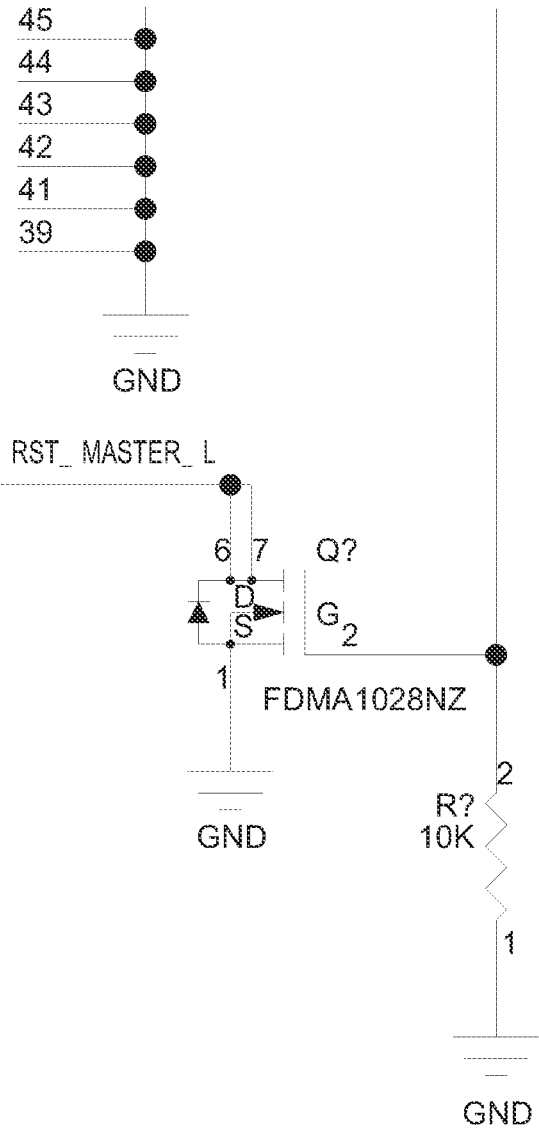 45
44
43
42
41
39
GND
RST_ MASTER_ L
6 7 Q?
D
G
S 2
1
FDMA1028NZ
2
R?
10K
GND
1
GND